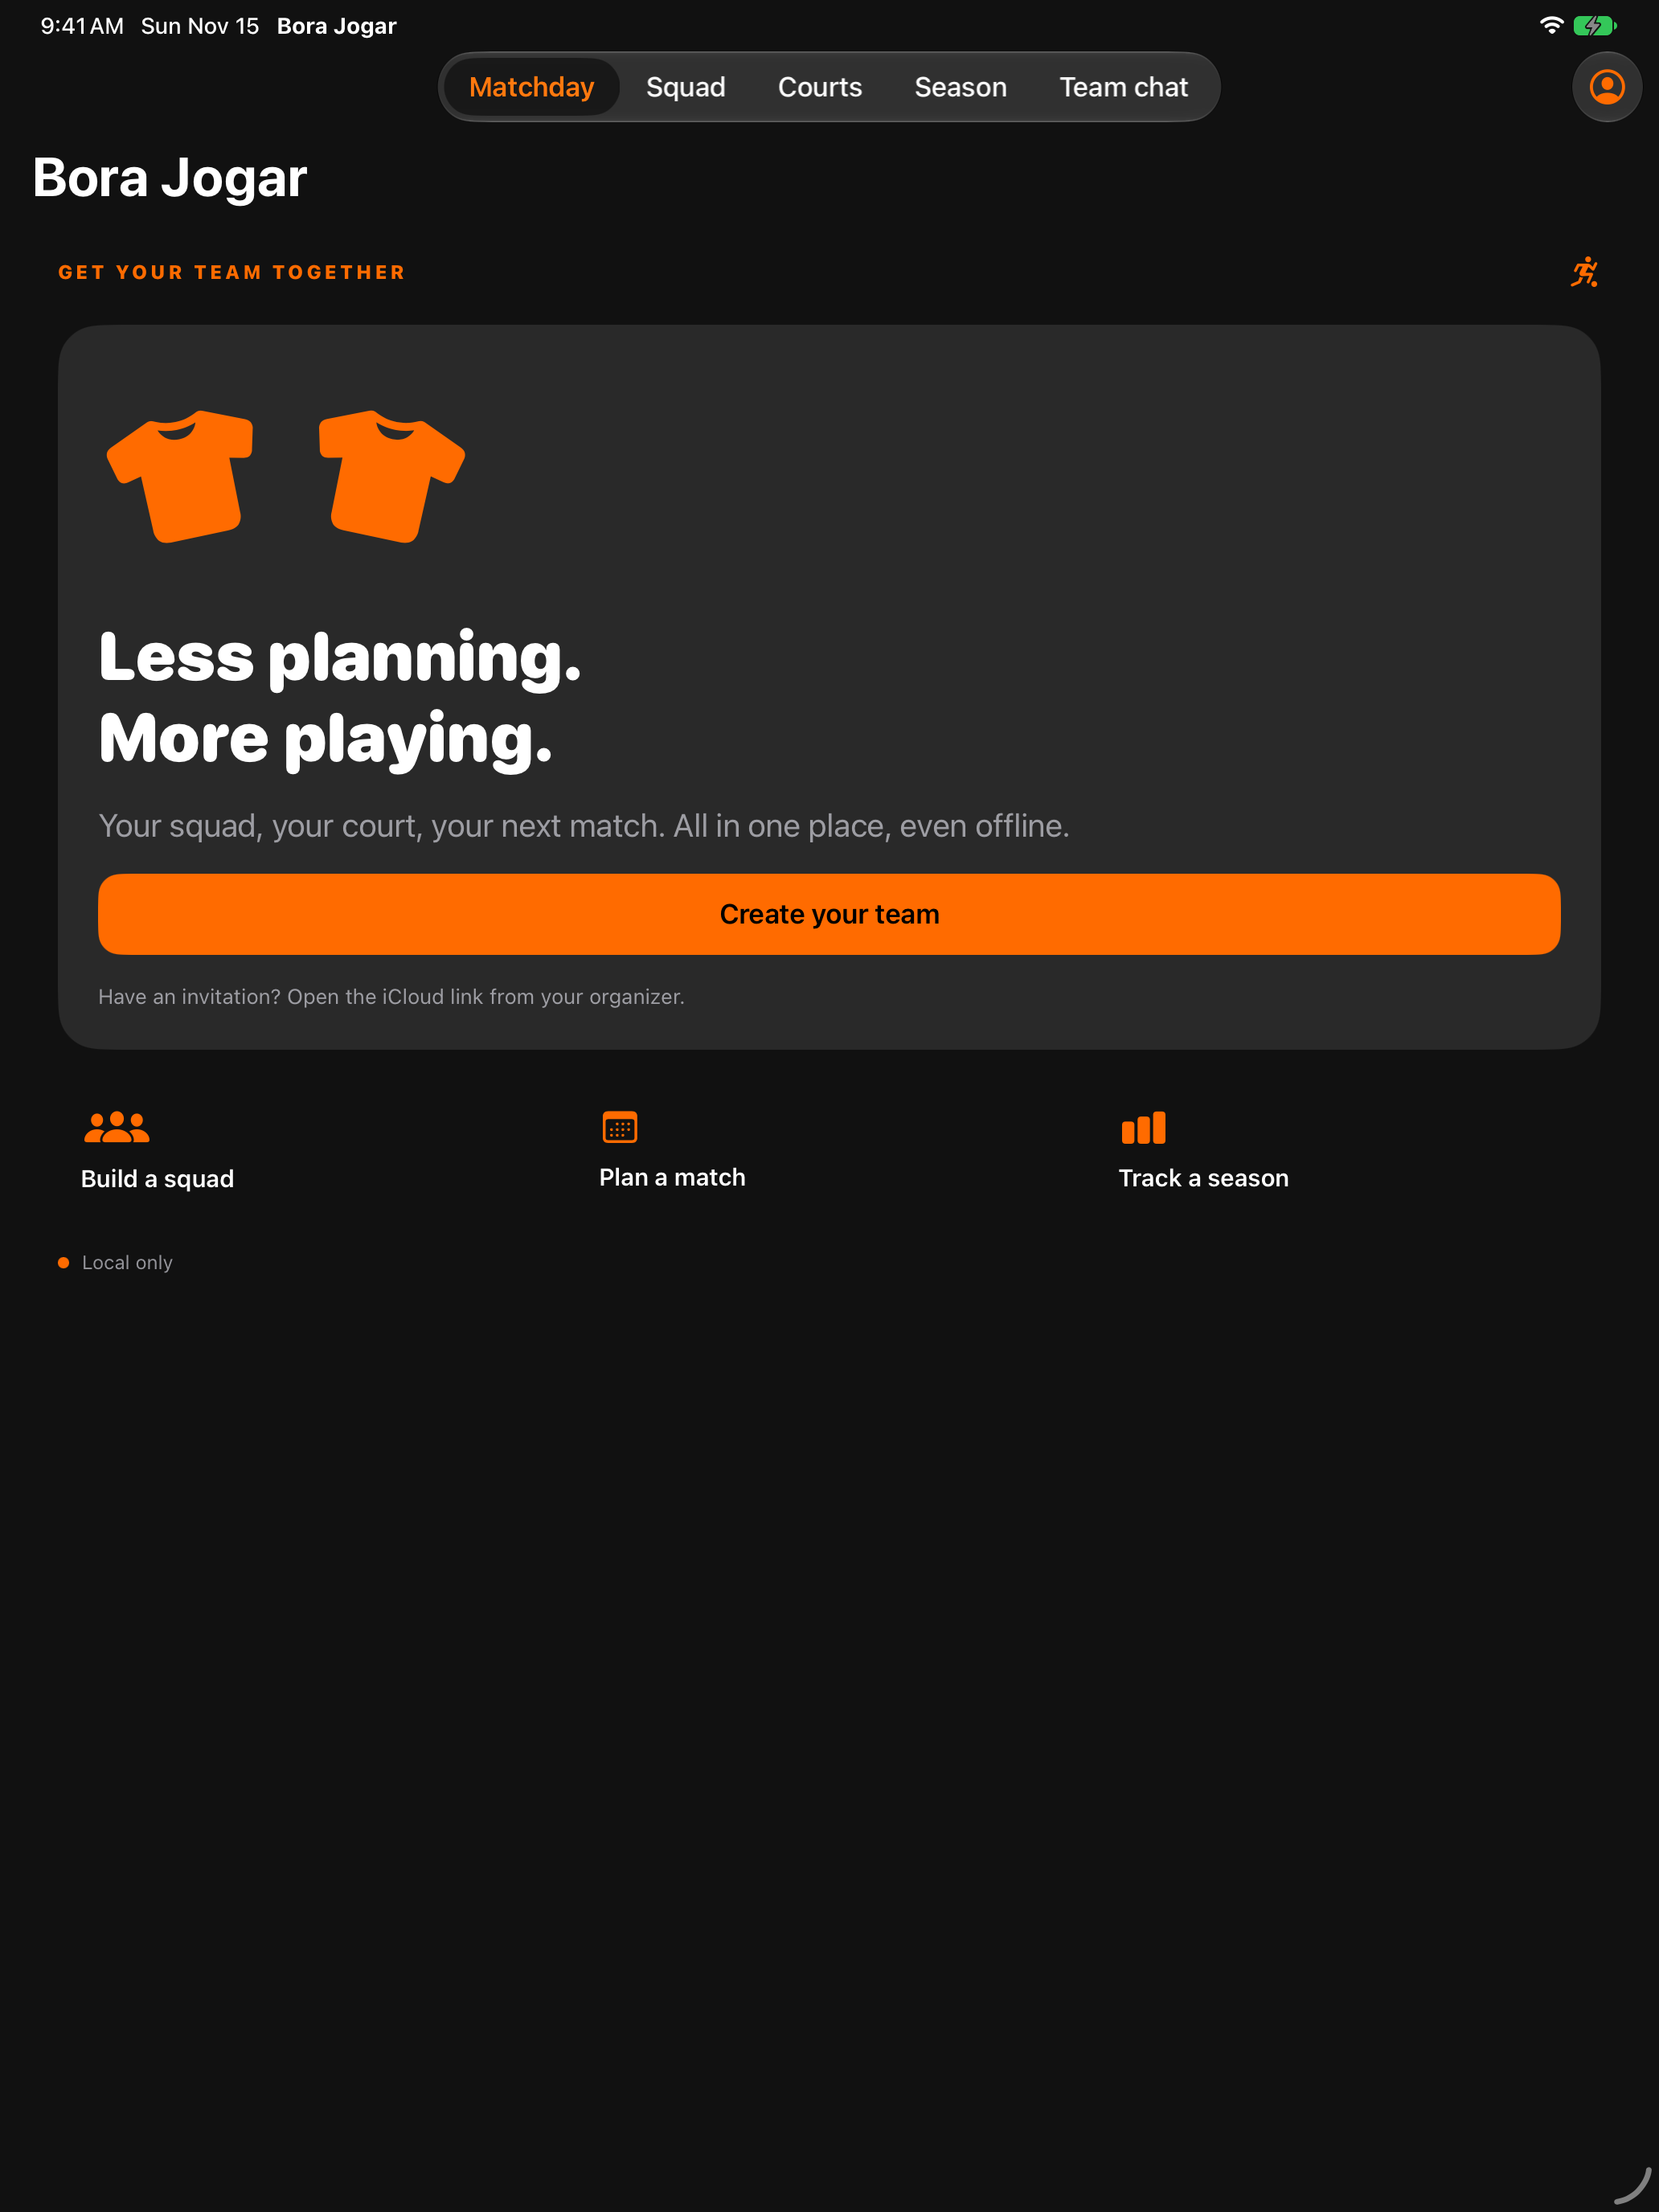 9:41 AM Sun Nov 15 Bora Jogar
Matchday Squad Courts Season Team chat
Bora Jogar
GET YOUR TEAM TOGETHER
Less planning.
More playing.
Your squad, your court, your next match. All in one place, even offline.
Create your team
Have an invitation? Open the iCloud link from your organizer.
Build a squad
Plan a match
Track a season
Local only